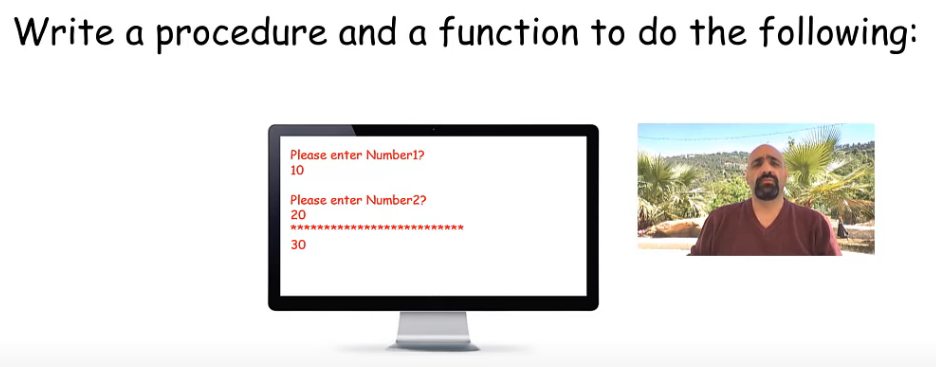 Write a procedure and a function to do the following:
Please enter Number1?
10
Please enter Number2?
20
**************************
30